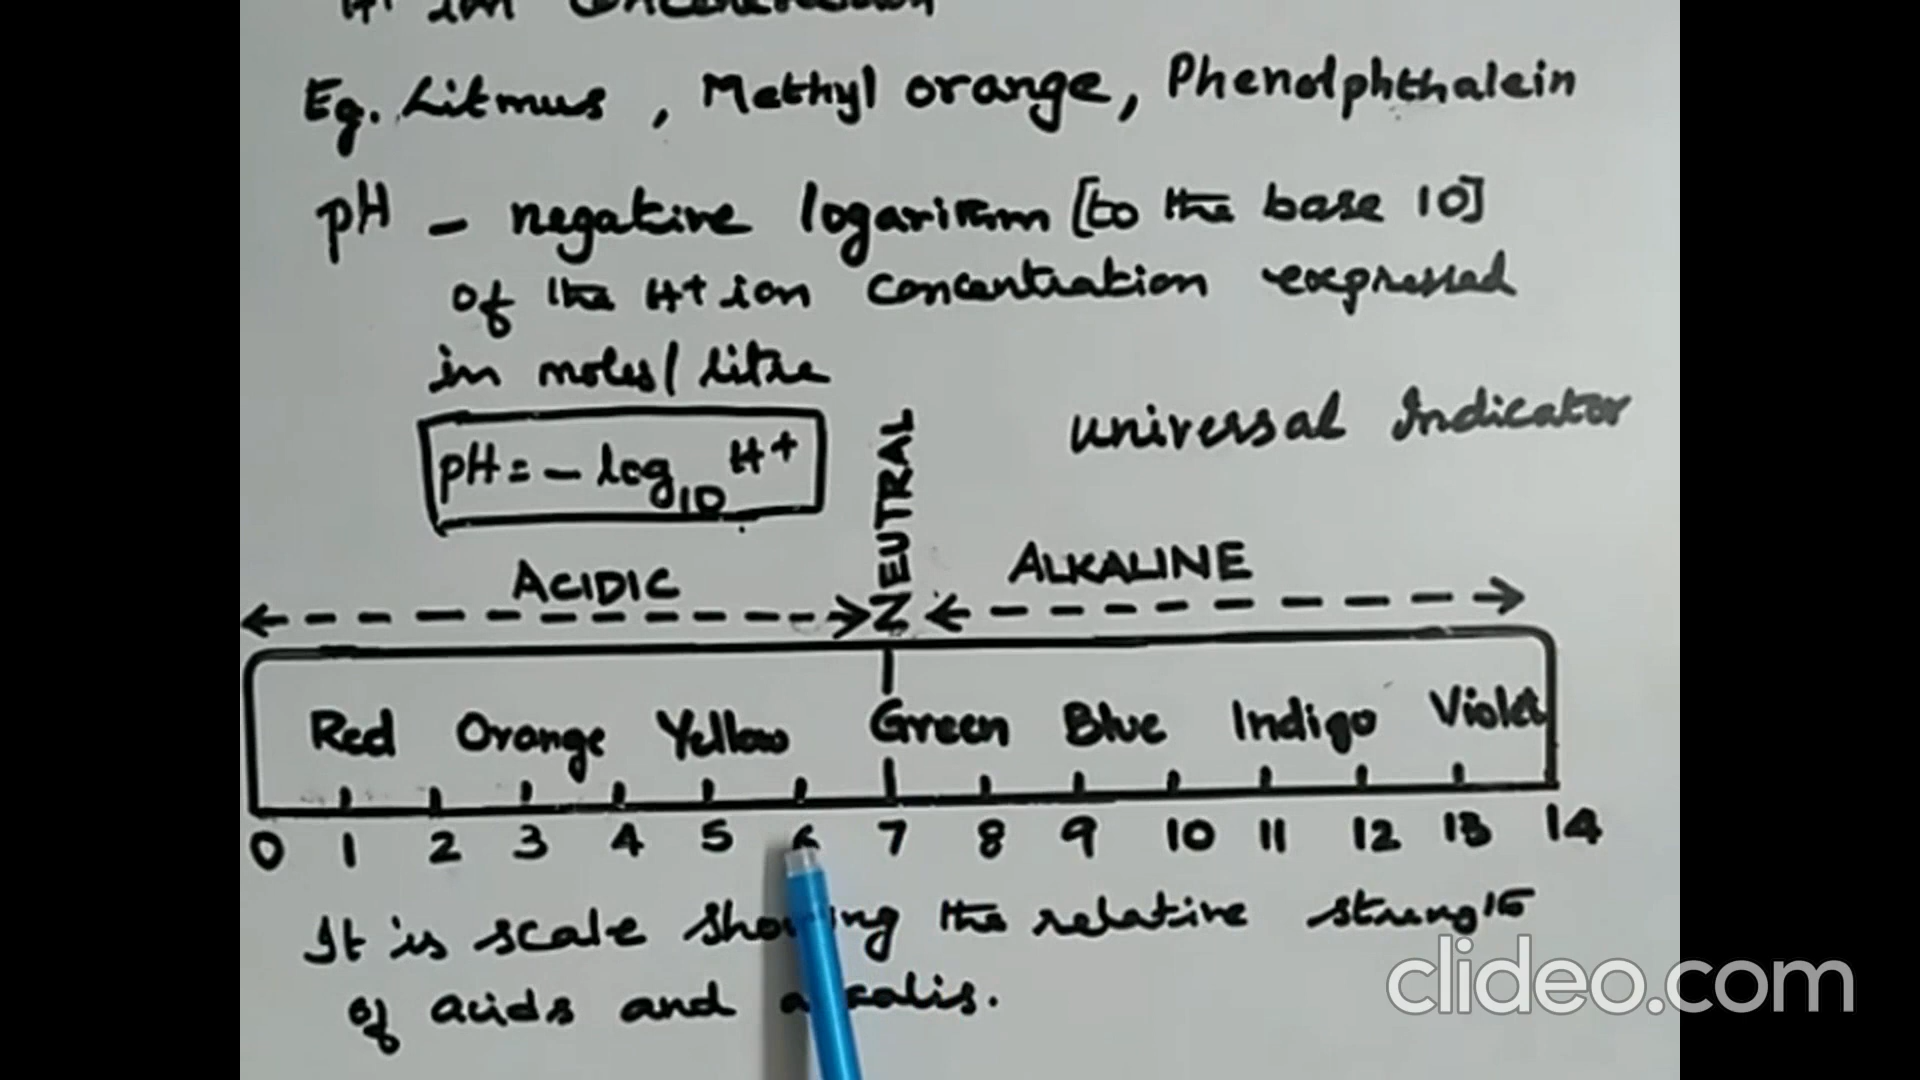 H+ ion concentration
Eg. Litmus, Methyl orange, Phenolphthalein
pH - negative logarithm [to the base 10]
of the H+ ion concentration expressed
in moles/litre
pH = - log10 H+
universal Indicator
NEUTRAL
ACIDIC
ALKALINE
Red Orange Yellow Green Blue Indigo Violet
0 1 2 3 4 5 6 7 8 9 10 11 12 13 14
It is scale showing the relative strength
of acids and alkalis.
clideo.com